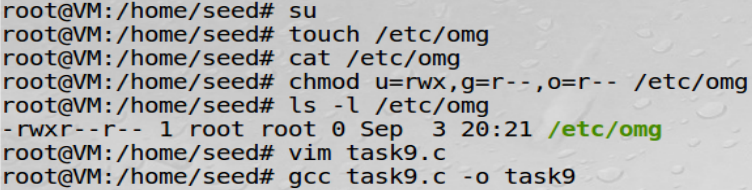 root@VM:/home/seed# su
root@VM:/home/seed# touch /etc/omg
root@VM:/home/seed# cat /etc/omg
root@VM:/home/seed# chmod u=rwx,g=r--,o=r-- /etc/omg
root@VM:/home/seed# ls -l /etc/omg
-rwxr--r-- 1 root root 0 Sep  3 20:21 /etc/omg
root@VM:/home/seed# vim task9.c
root@VM:/home/seed# gcc task9.c -o task9